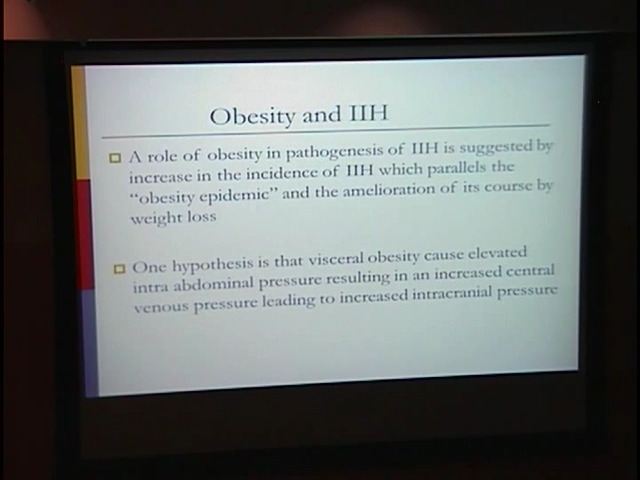 Obesity and IIH
A role of obesity in pathogenesis of IIH is suggested by
increase in the incidence of IIH which parallels the
“obesity epidemic” and the amelioration of its course by
weight loss
One hypothesis is that visceral obesity cause elevated
intra abdominal pressure resulting in an increased central
venous pressure leading to increased intracranial pressure